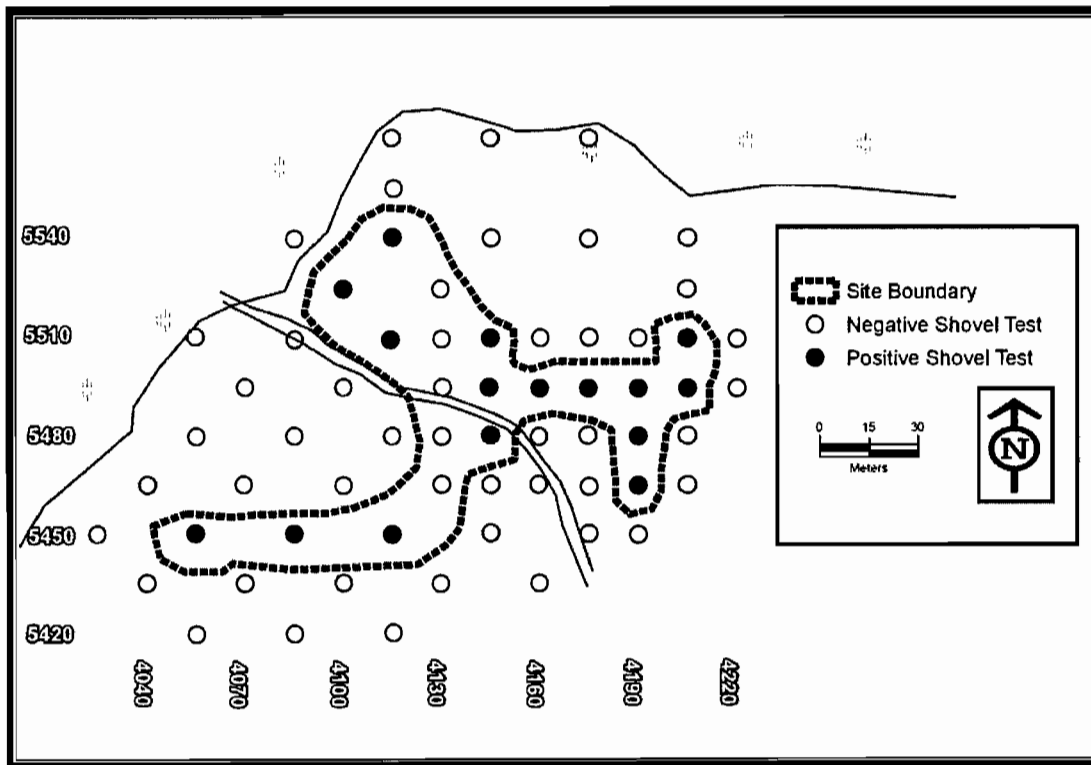 5540
5510
5480
5450
5420
4040
4070
4100
4130
4160
4190
4220
Site Boundary
Negative Shovel Test
Positive Shovel Test
0 15 30
Meters
N